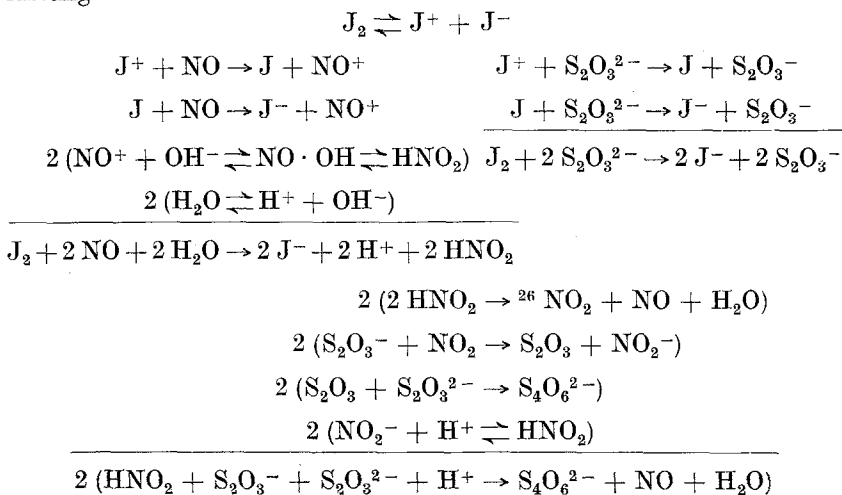 J₂ ⇌ J⁺ + J⁻
J⁺ + NO → J + NO⁺ J⁺ + S₂O₃²⁻ → J + S₂O₃⁻
J + NO → J⁻ + NO⁺ J + S₂O₃²⁻ → J⁻ + S₂O₃⁻
2 (NO⁺ + OH⁻ ⇌ NO · OH ⇌ HNO₂) J₂ + 2 S₂O₃²⁻ → 2 J⁻ + 2 S₂O₃⁻
2 (H₂O ⇌ H⁺ + OH⁻)
J₂ + 2 NO + 2 H₂O → 2 J⁻ + 2 H⁺ + 2 HNO₂
2 (2 HNO₂ → ²⁶ NO₂ + NO + H₂O)
2 (S₂O₃⁻ + NO₂ → S₂O₃ + NO₂⁻)
2 (S₂O₃ + S₂O₃²⁻ → S₄O₆²⁻)
2 (NO₂⁻ + H⁺ ⇌ HNO₂)
2 (HNO₂ + S₂O₃⁻ + S₂O₃²⁻ + H⁺ → S₄O₆²⁻ + NO + H₂O)